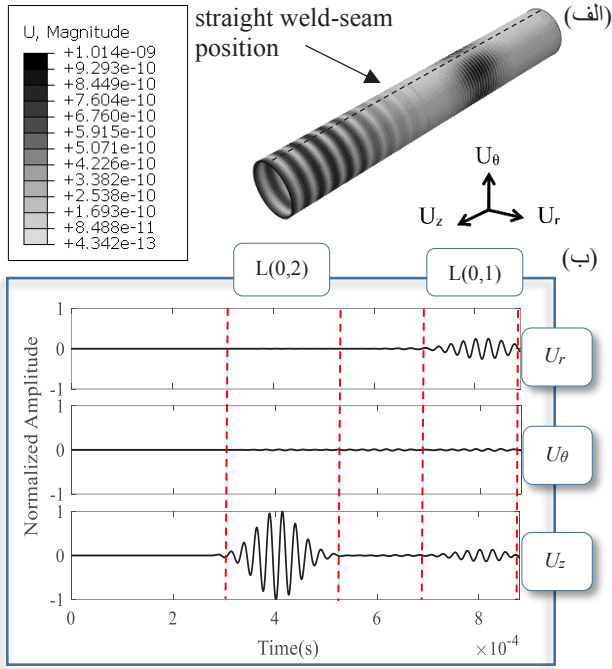 (الف)
U, Magnitude
+1.014e-09
+9.293e-10
+8.449e-10
+7.604e-10
+6.760e-10
+5.915e-10
+5.071e-10
+4.226e-10
+3.382e-10
+2.538e-10
+1.693e-10
+8.488e-11
+4.342e-13
straight weld-seam
position
Uθ
Uz
Ur
(ب)
L(0,2)
L(0,1)
Normalized Amplitude
1
0
-1
Ur
1
0
-1
Uθ
1
0
-1
Uz
0 2 4 6 8
Time(s)
×10⁻⁴